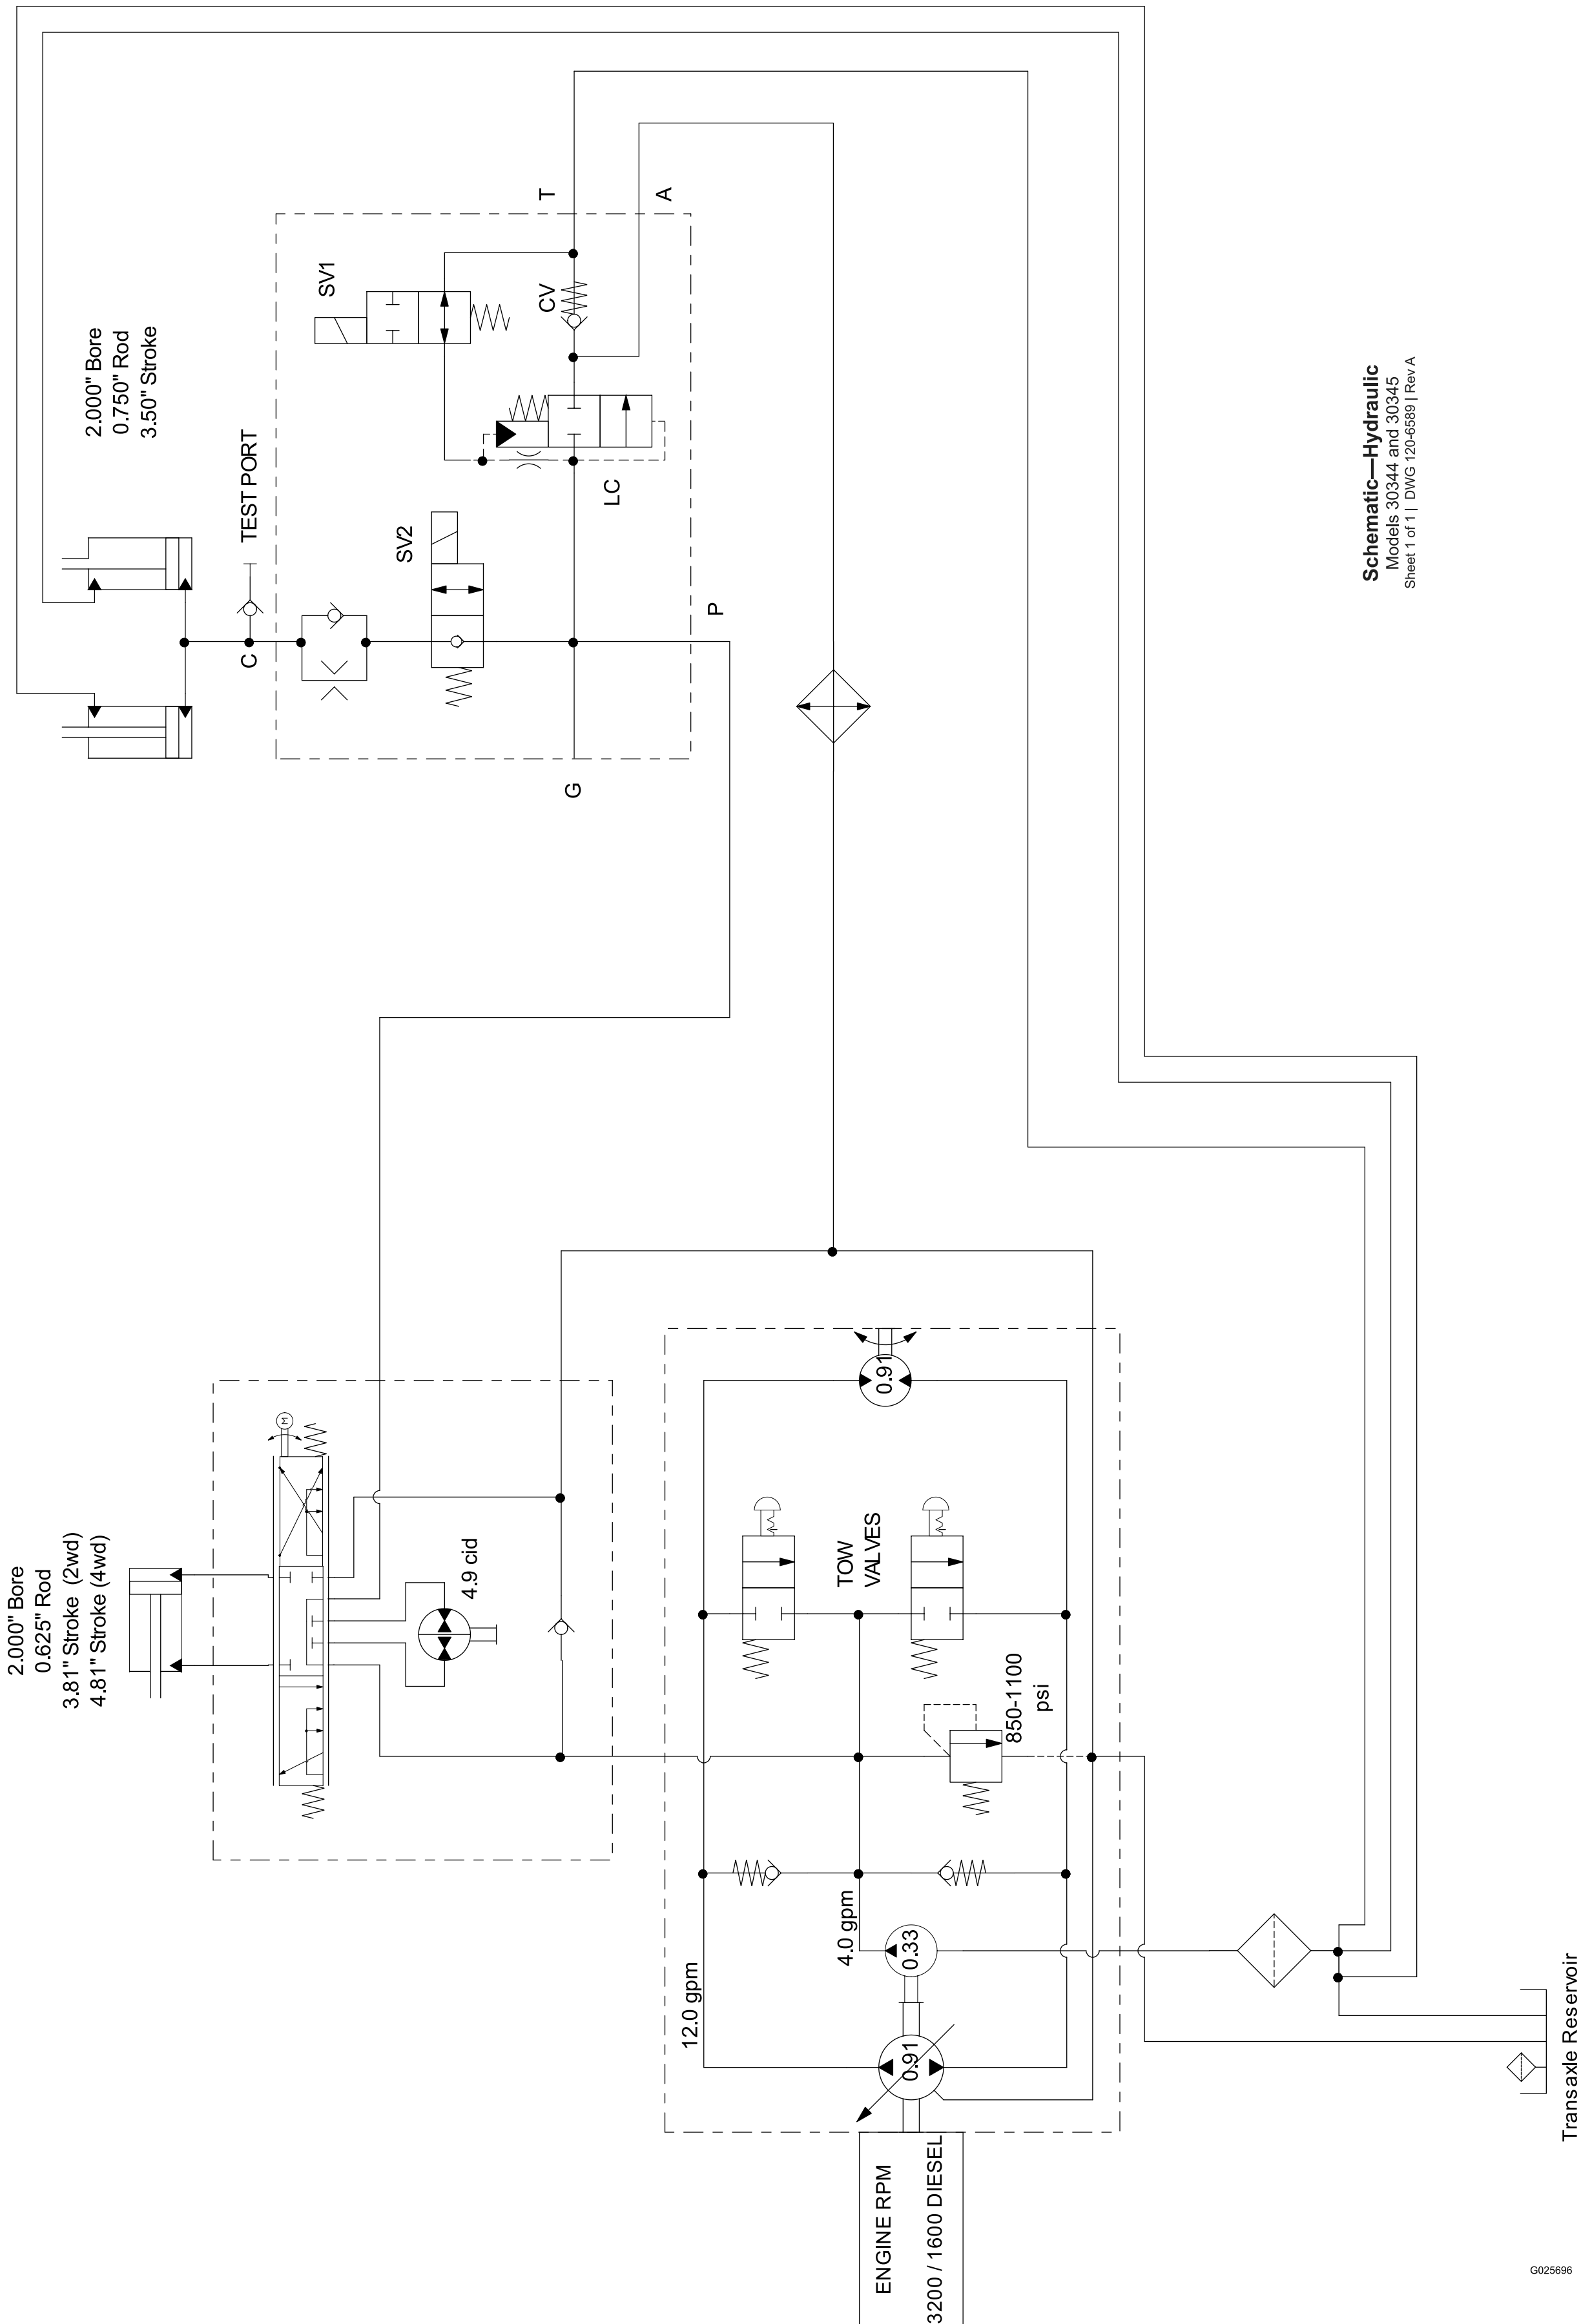 2.000" Bore
0.750" Rod
3.50" Stroke
TEST PORT
C
SV1
SV2
CV
LC
T
A
P
G
2.000" Bore
0.625" Rod
3.81" Stroke (2wd)
4.81" Stroke (4wd)
M
4.9 cid
0.91
TOW
VALVES
850-1100
psi
4.0 gpm
12.0 gpm
0.33
0.91
ENGINE RPM
3200 / 1600 DIESEL
Transaxle Reservoir
Schematic—Hydraulic
Models 30344 and 30345
Sheet 1 of 1 | DWG 120-6589 | Rev A
G025696